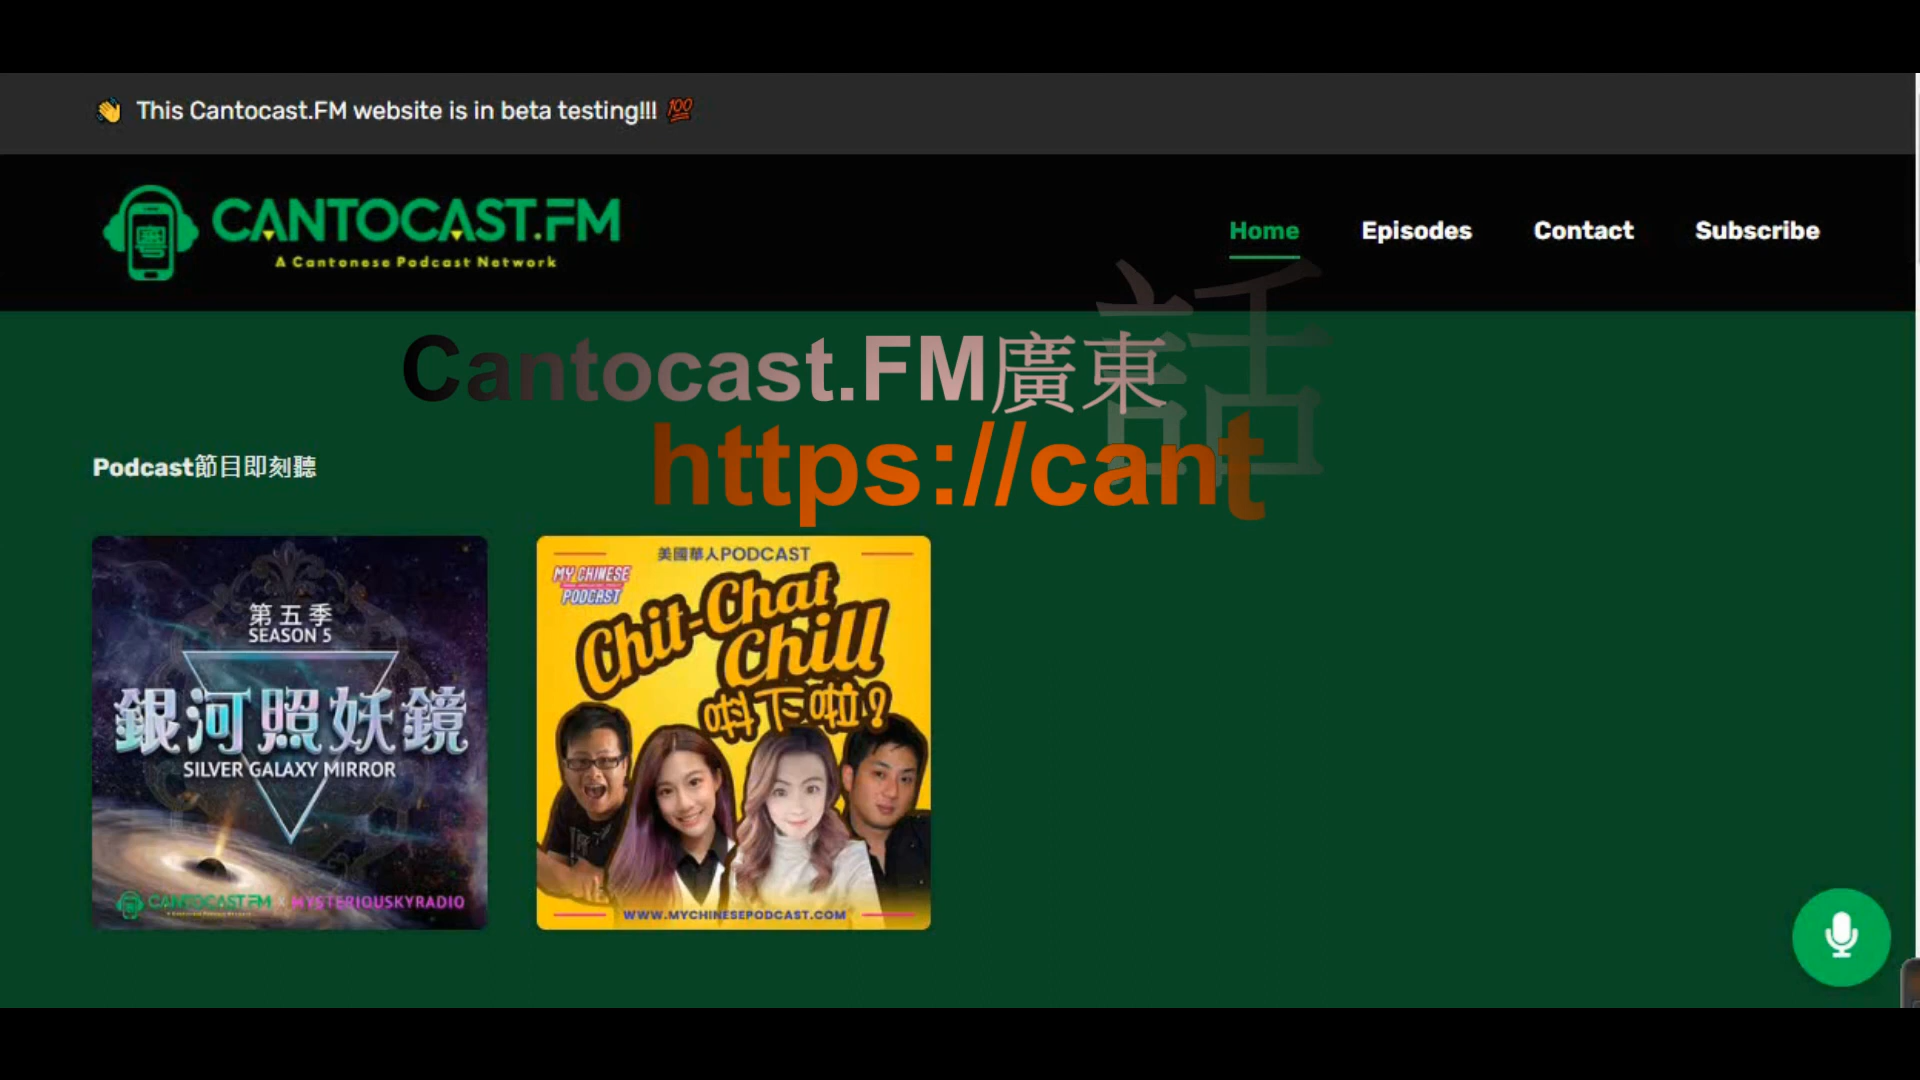 👋 This Cantocast.FM website is in beta testing!!! 💯
CANTOCAST.FM
A Cantonese Podcast Network
Home Episodes Contact Subscribe
Cantocast.FM廣東話
https://cant
Podcast節目即刻聽
第五季
SEASON 5
銀河照妖鏡
SILVER GALAXY MIRROR
CANTOCAST.FM × MYSTERIOUSKYRADIO
美國華人PODCAST
MY CHINESE
PODCAST
Chit-Chat
Chill
啩下啦?
WWW.MYCHINESEPODCAST.COM